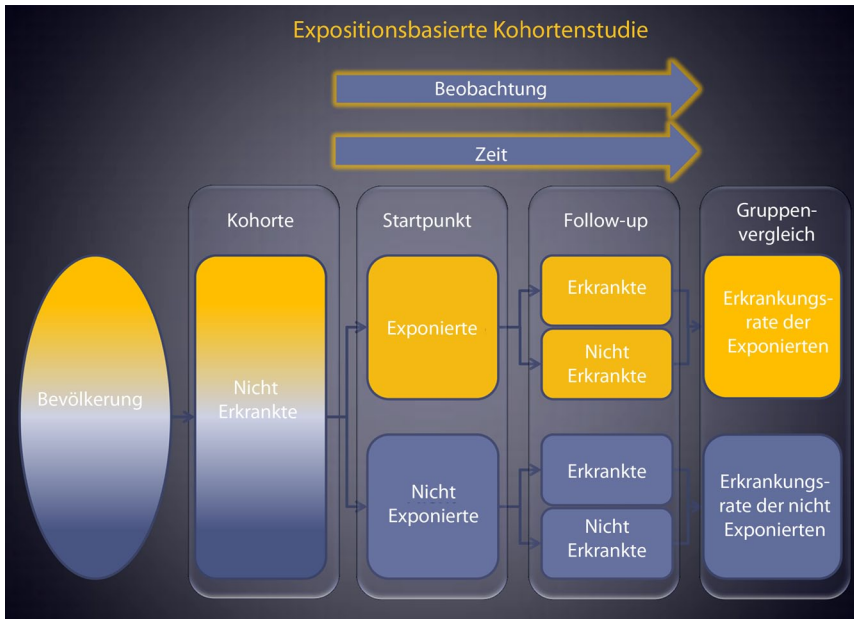 Expositionsbasierte Kohortenstudie
Beobachtung
Zeit
Kohorte
Startpunkt
Follow-up
Gruppen-
vergleich
Bevölkerung
Nicht
Erkrankte
Exponierte
Erkrankte
Nicht
Erkrankte
Erkrankungs-
rate der
Exponierten
Nicht
Exponierte
Erkrankte
Nicht
Erkrankte
Erkrankungs-
rate der nicht
Exponierten